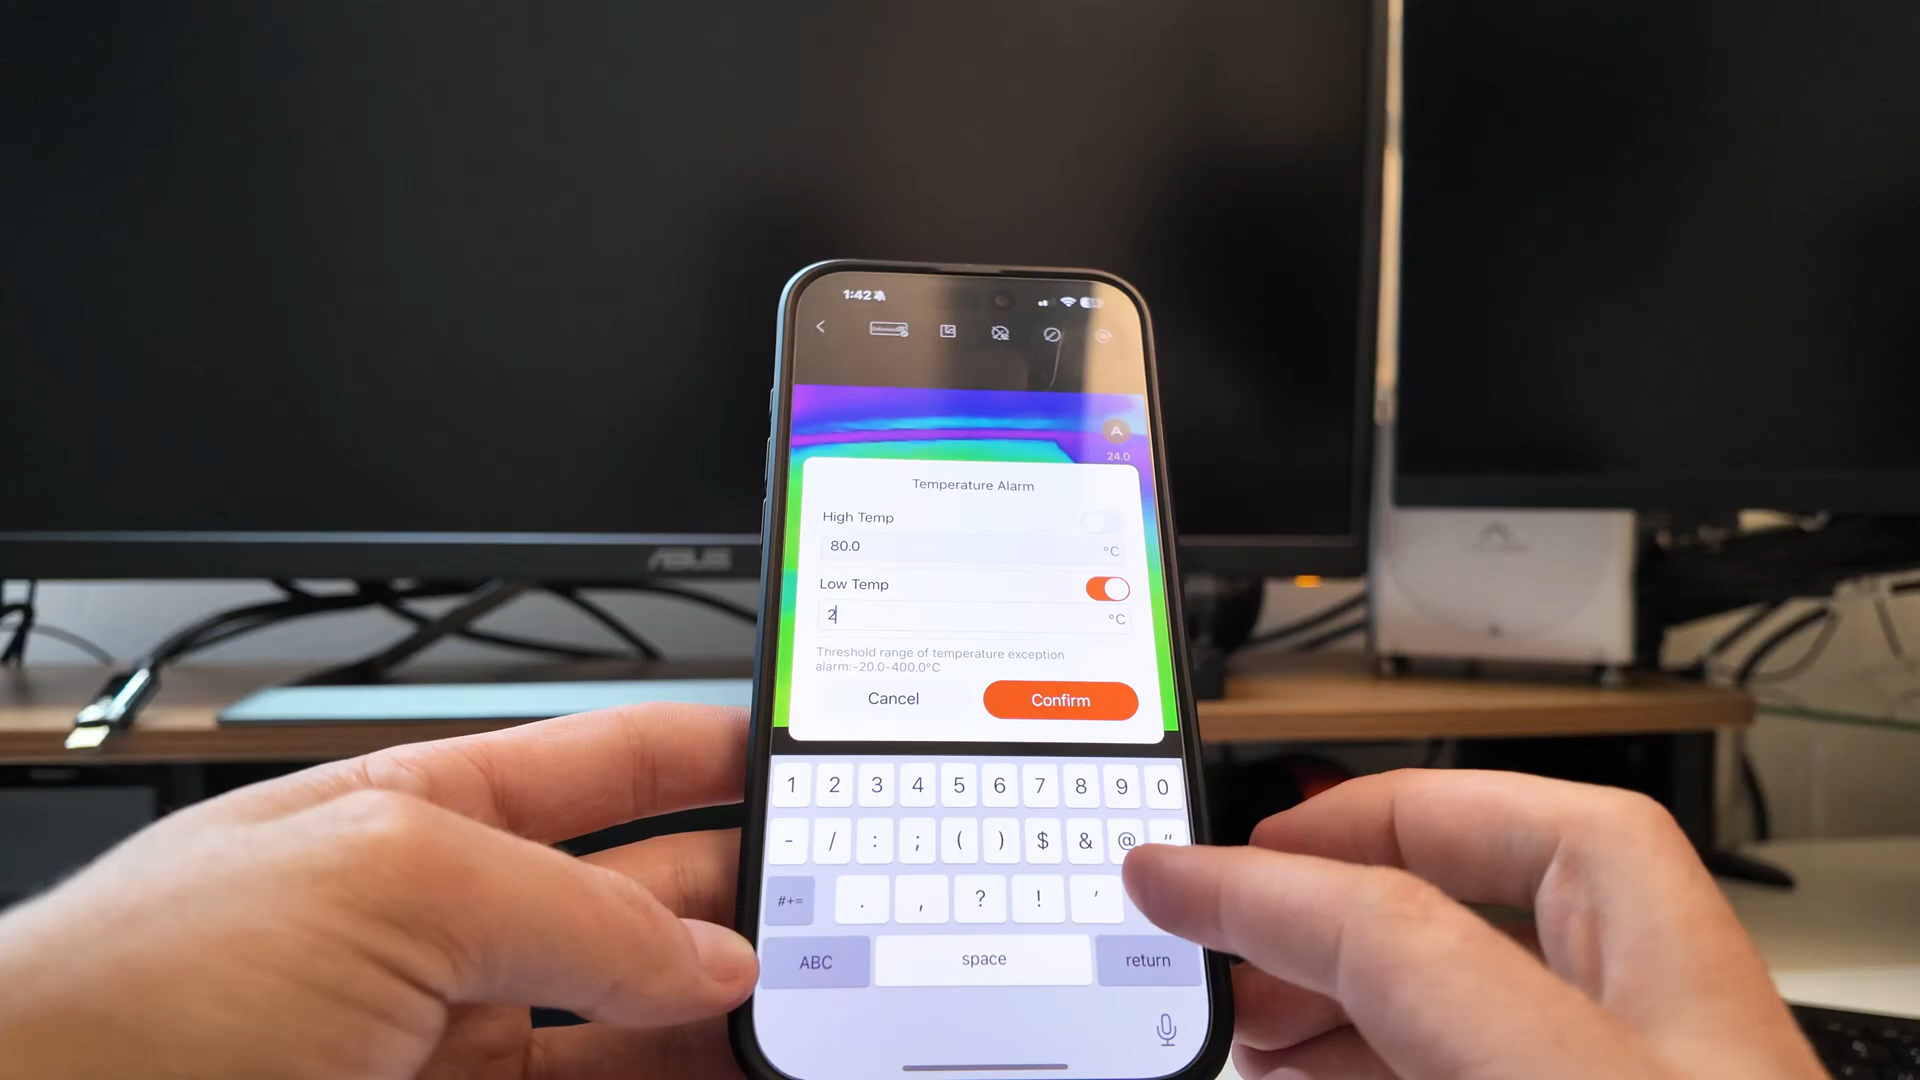 ASUS
1:42
24.0
Temperature Alarm
High Temp
80.0
°C
Low Temp
2
°C
Threshold range of temperature exception
alarm:-20.0-400.0°C
Cancel
Confirm
1 2 3 4 5 6 7 8 9 0
- / : ; ( ) $ & @ "
#+= . , ? ! '
ABC space return